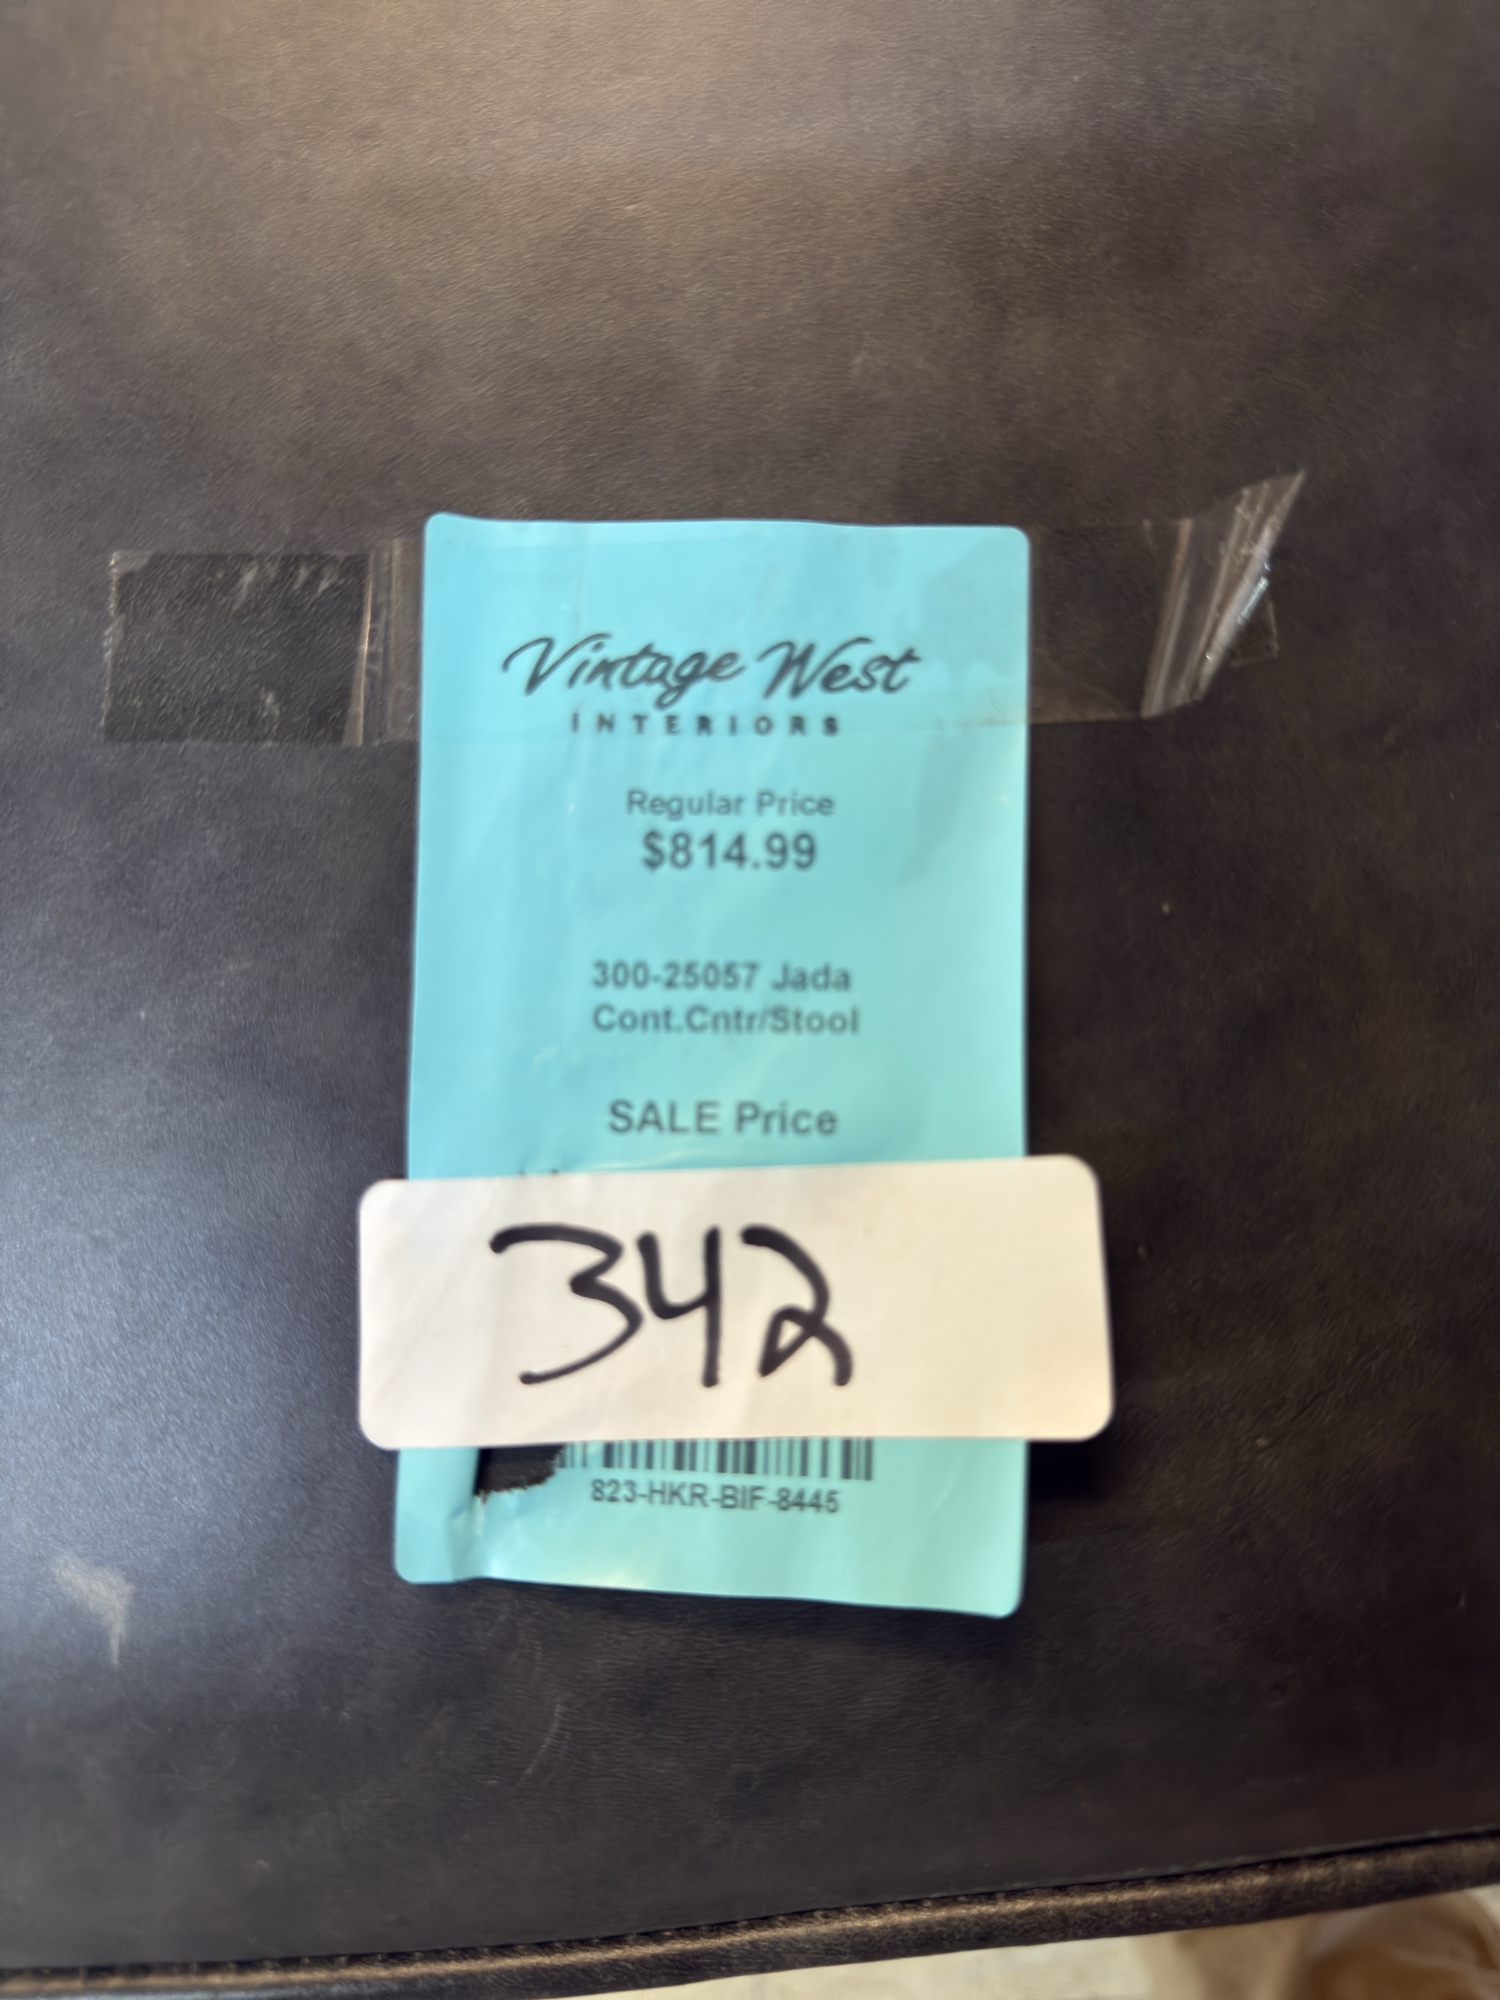 Vintage West
INTERIORS
Regular Price
$814.99
300-25057 Jada
Cont.Cntr/Stool
SALE Price
342
823-HKR-BIF-8445